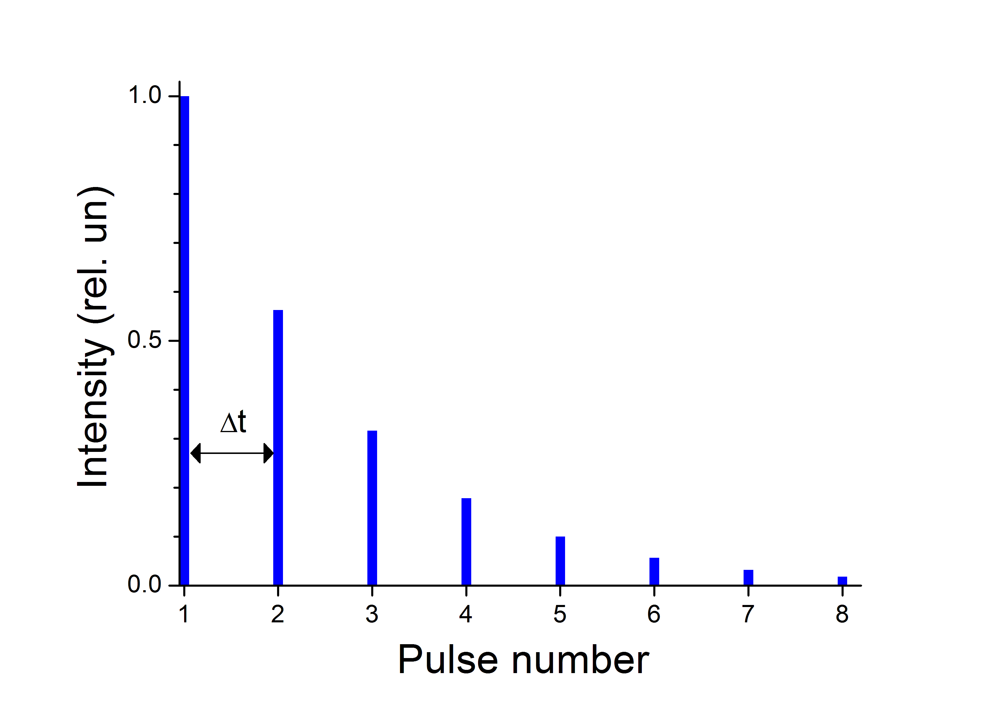 Intensity (rel. un)
1.0
0.5
0.0
Δt
1 2 3 4 5 6 7 8
Pulse number